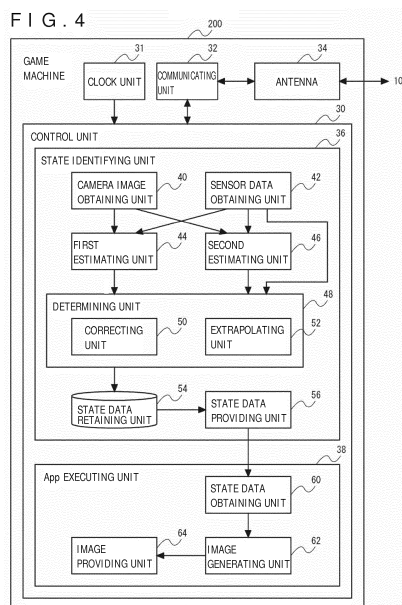 FIG. 4
200
GAME
MACHINE
31
CLOCK UNIT
32
COMMUNICATING
UNIT
34
ANTENNA
10
30
CONTROL UNIT
36
STATE IDENTIFYING UNIT
CAMERA IMAGE
OBTAINING UNIT
40
SENSOR DATA
OBTAINING UNIT
42
FIRST
ESTIMATING UNIT
44
SECOND
ESTIMATING UNIT
46
48
DETERMINING UNIT
CORRECTING
UNIT
50
EXTRAPOLATING
UNIT
52
54
STATE DATA
RETAINING UNIT
56
STATE DATA
PROVIDING UNIT
38
App EXECUTING UNIT
STATE DATA
OBTAINING UNIT
60
IMAGE
PROVIDING UNIT
64
IMAGE
GENERATING UNIT
62